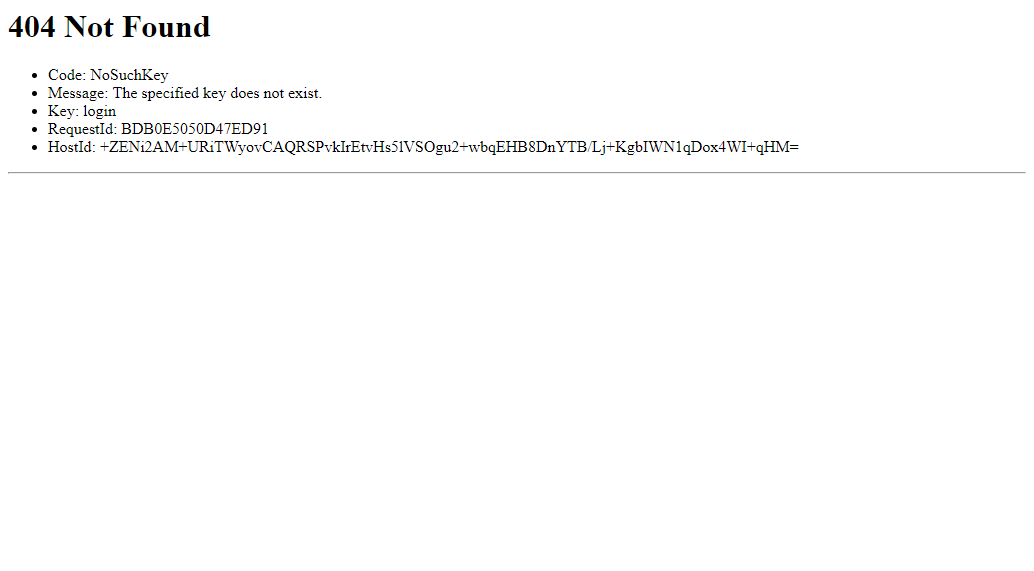 404 Not Found
Code: NoSuchKey
Message: The specified key does not exist.
Key: login
RequestId: BDB0E5050D47ED91
HostId: +ZENi2AM+URiTWyovCAQRSPvkIrEtvHs5lVSOgu2+wbqEHB8DnYTB/Lj+KgbIWN1qDox4WI+qHM=